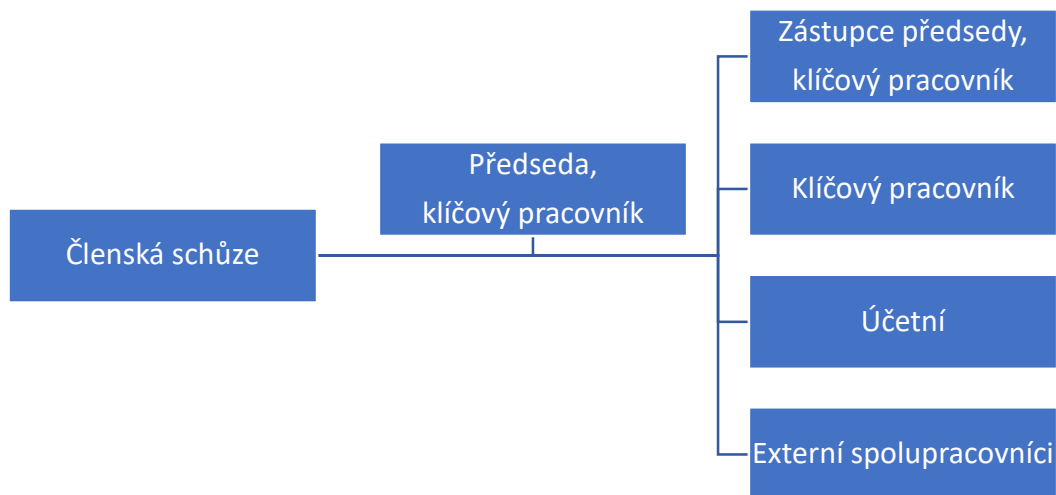 Členská schůze
Předseda,
klíčový pracovník
Zástupce předsedy,
klíčový pracovník
Klíčový pracovník
Účetní
Externí spolupracovníci